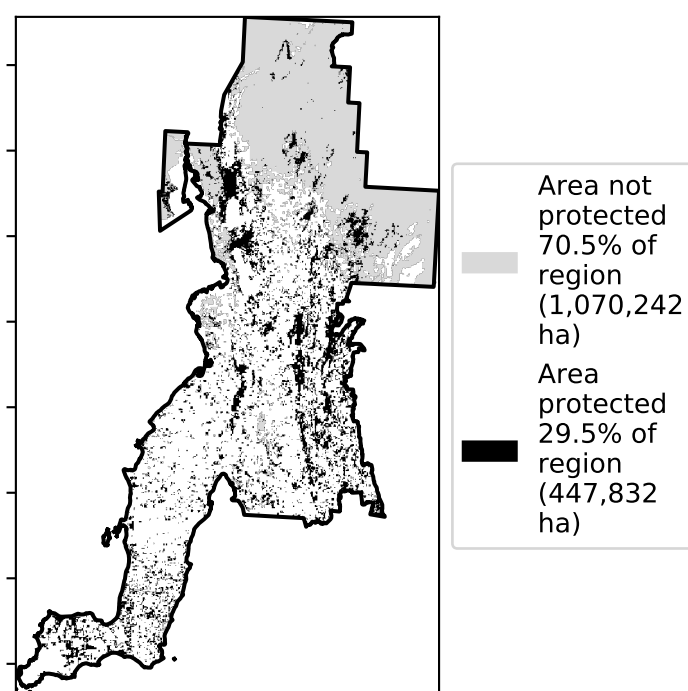 Area not
protected
70.5% of
region
(1,070,242
ha)
Area
protected
29.5% of
region
(447,832
ha)